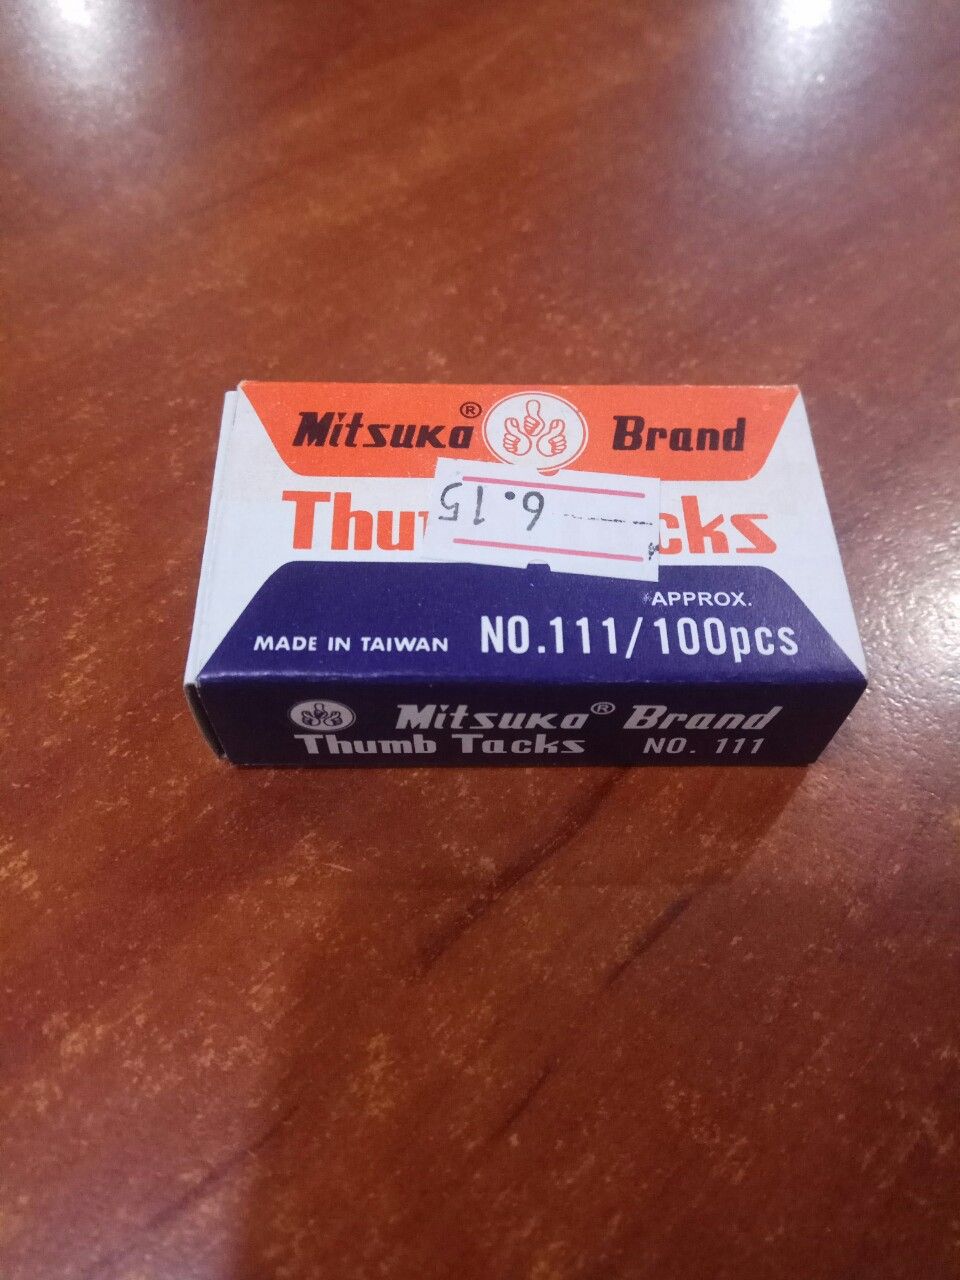 Mitsuka® Brand
Thu cks
6.15
APPROX.
MADE IN TAIWAN NO.111/100pcs
Mitsuka® Brand
Thumb Tacks NO. 111